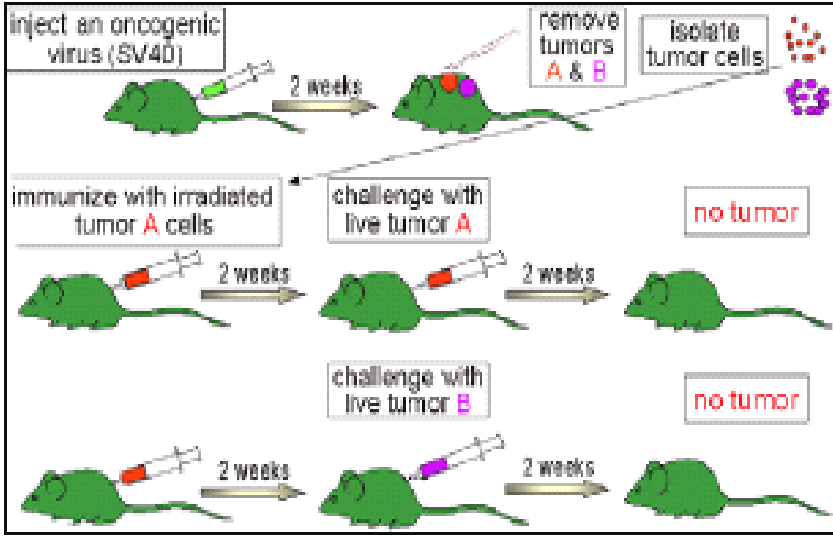 inject an oncogenic
virus (SV40)
2 weeks
remove
tumors
A & B
isolate
tumor cells
immunize with irradiated
tumor A cells
challenge with
live tumor A
no tumor
2 weeks
2 weeks
challenge with
live tumor B
no tumor
2 weeks
2 weeks